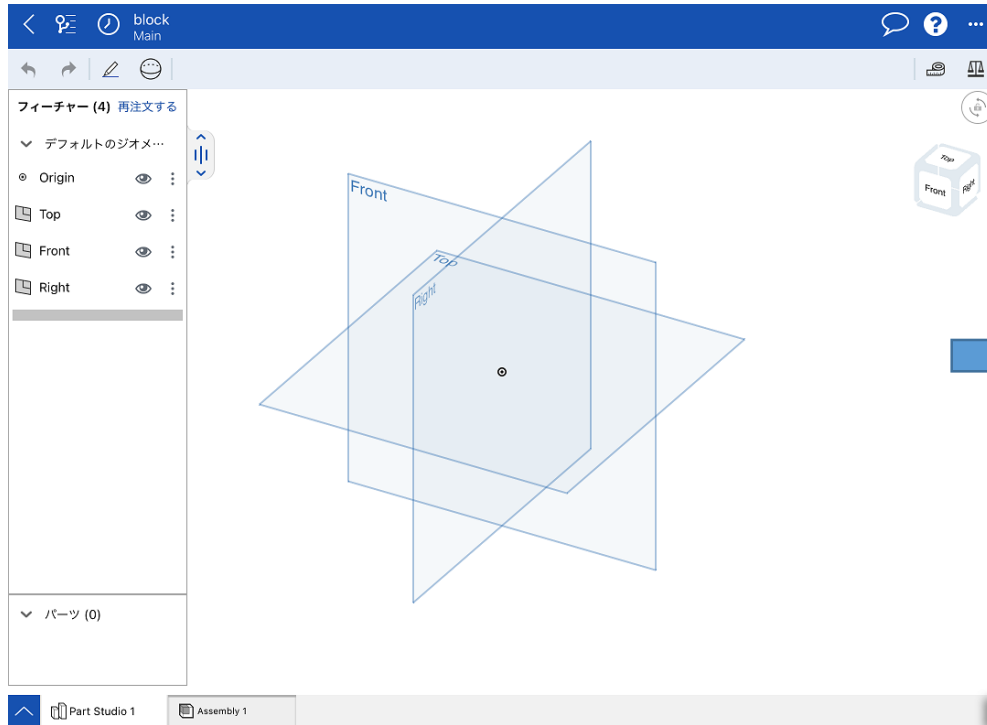 block
Main
フィーチャー (4) 再注文する
デフォルトのジオメ…
Origin
Top
Front
Right
パーツ (0)
Front
Top
Right
Top
Front
Right
Part Studio 1
Assembly 1